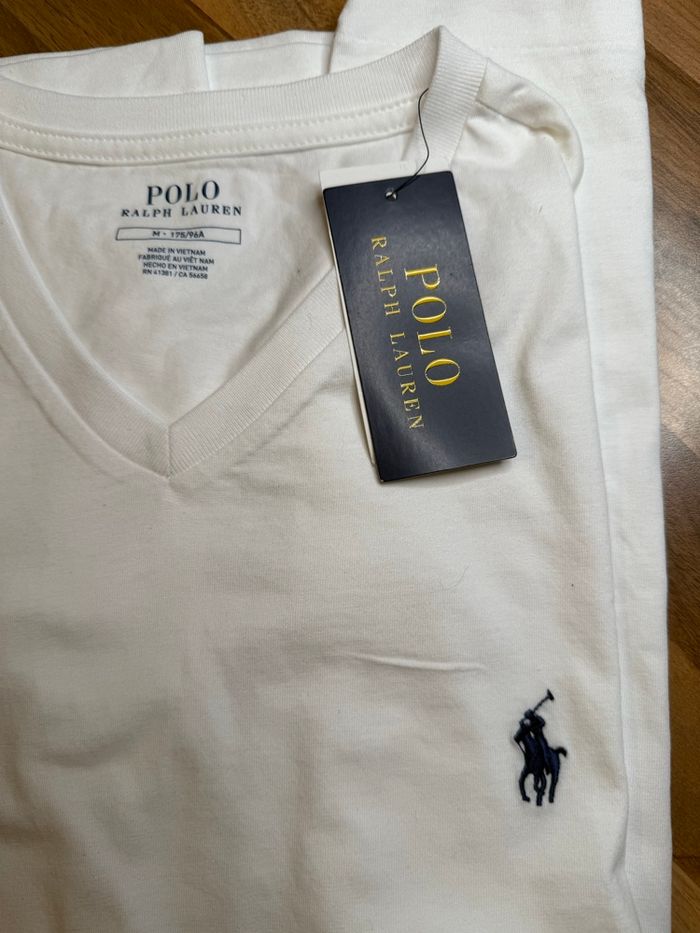 POLO
RALPH LAUREN
M - 175/96A
MADE IN VIETNAM
FABRIQUÉ AU VIÊT NAM
HECHO EN VIETNAM
RN 41381 / CA 56658
POLO
RALPH LAUREN